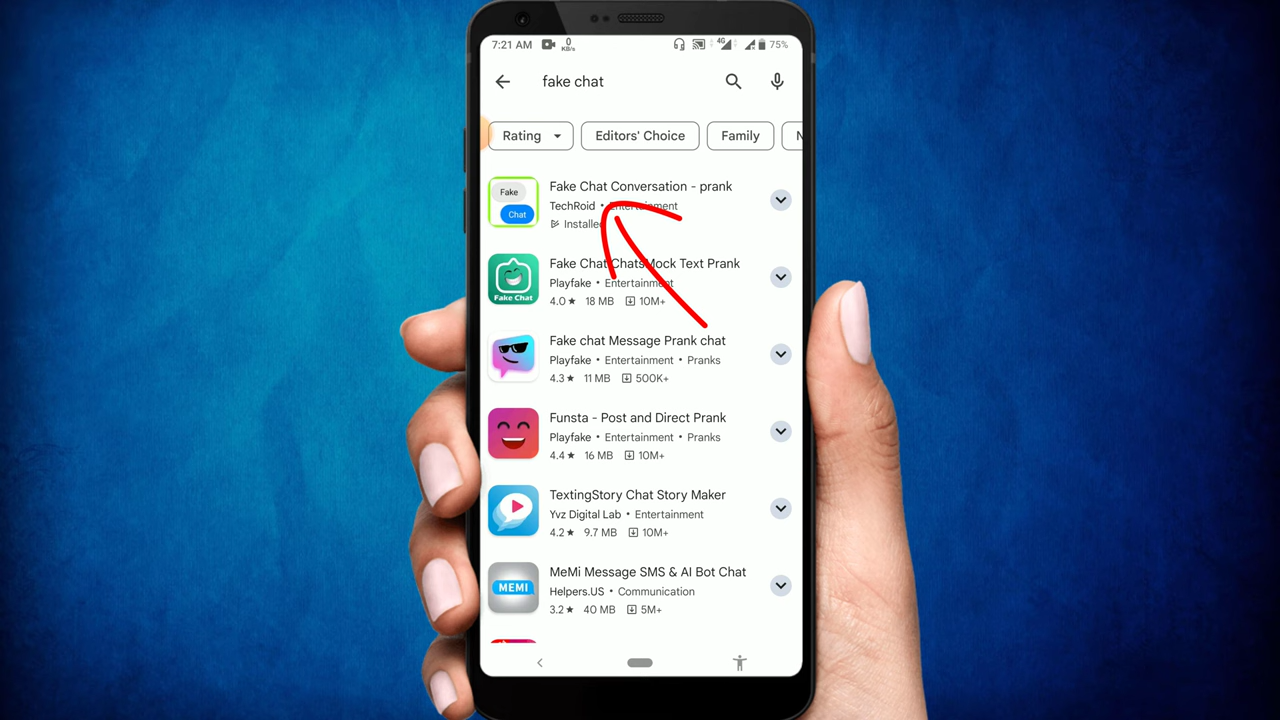 7:21 AM 0 KB/s 4G 75%
fake chat
Rating Editors' Choice Family N
Fake Chat
Fake Chat Conversation - prank
TechRoid • Entertainment
Installed
Fake Chat
Fake Chat ChatsMock Text Prank
Playfake • Entertainment
4.0★ 18 MB 10M+
Fake chat Message Prank chat
Playfake • Entertainment • Pranks
4.3★ 11 MB 500K+
Funsta - Post and Direct Prank
Playfake • Entertainment • Pranks
4.4★ 16 MB 10M+
TextingStory Chat Story Maker
Yvz Digital Lab • Entertainment
4.2★ 9.7 MB 10M+
MEMI
MeMi Message SMS & AI Bot Chat
Helpers.US • Communication
3.2★ 40 MB 5M+